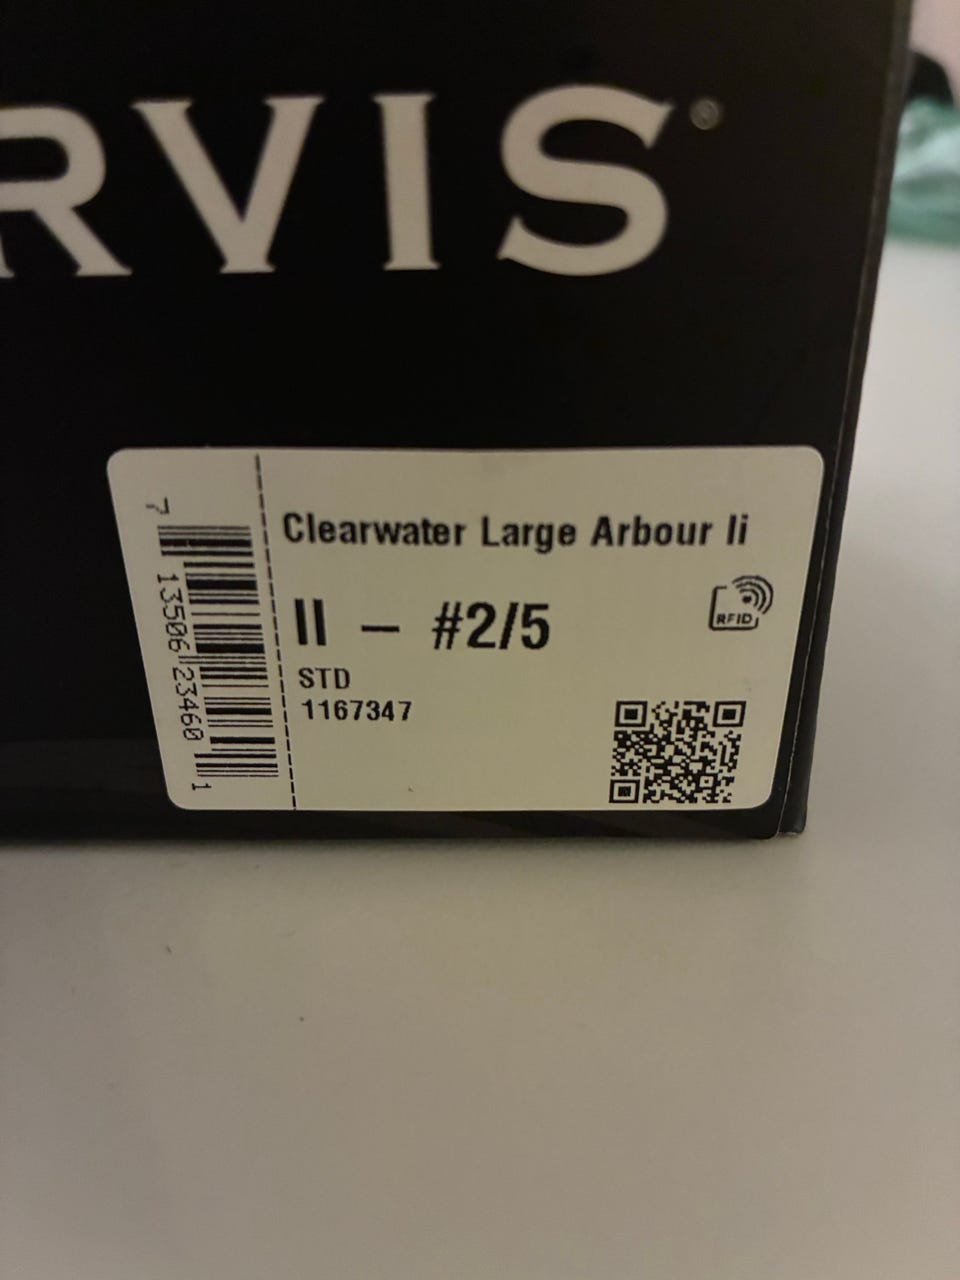 RVIS®
Clearwater Large Arbour Ii
II – #2/5
STD
1167347
RFID
7 13506 23460 1